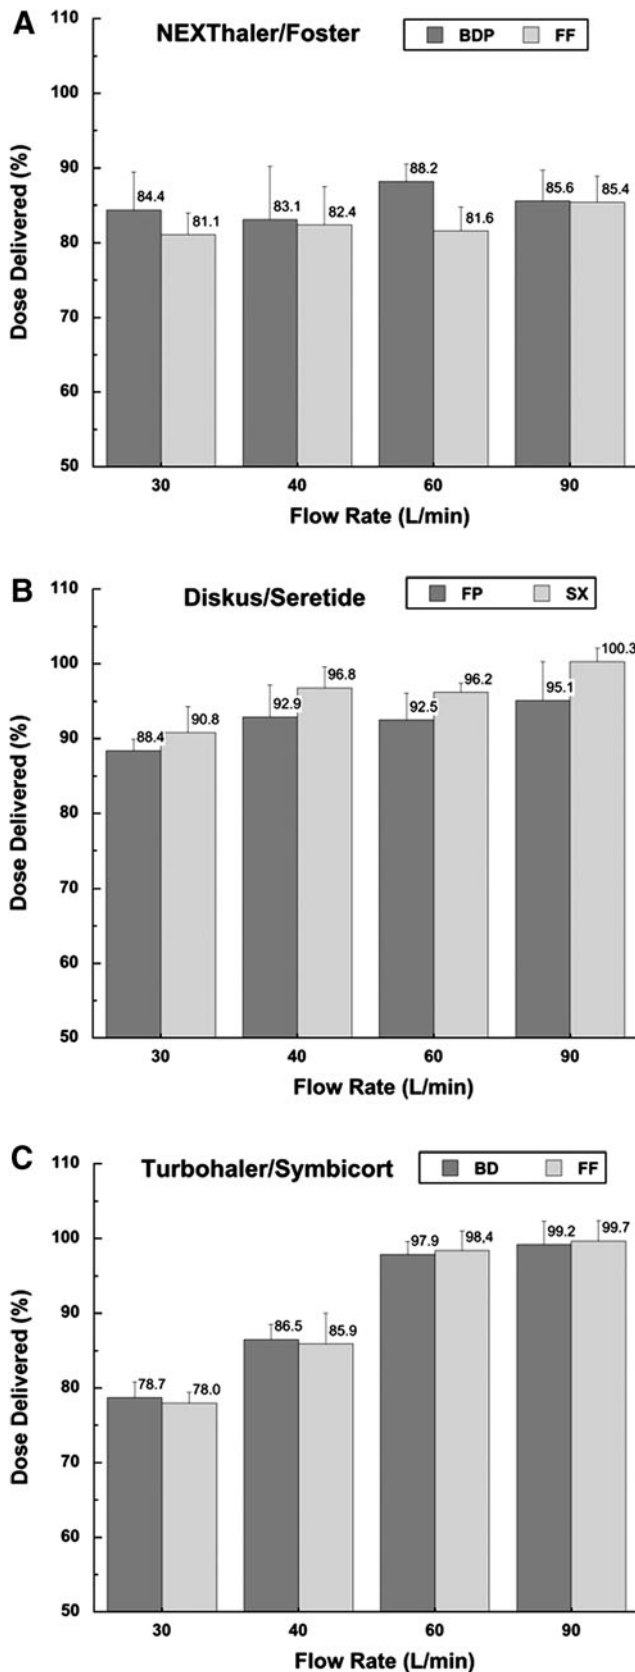 A
NEXThaler/Foster
BDP FF
Dose Delivered (%)
110
100
90
80
70
60
50
84.4 81.1 83.1 82.4 88.2 81.6 85.6 85.4
30 40 60 90
Flow Rate (L/min)
B
Diskus/Seretide
FP SX
Dose Delivered (%)
110
100
90
80
70
60
50
88.4 90.8 92.9 96.8 92.5 96.2 95.1 100.3
30 40 60 90
Flow Rate (L/min)
C
Turbohaler/Symbicort
BD FF
Dose Delivered (%)
110
100
90
80
70
60
50
78.7 78.0 86.5 85.9 97.9 98,4 99.2 99.7
30 40 60 90
Flow Rate (L/min)